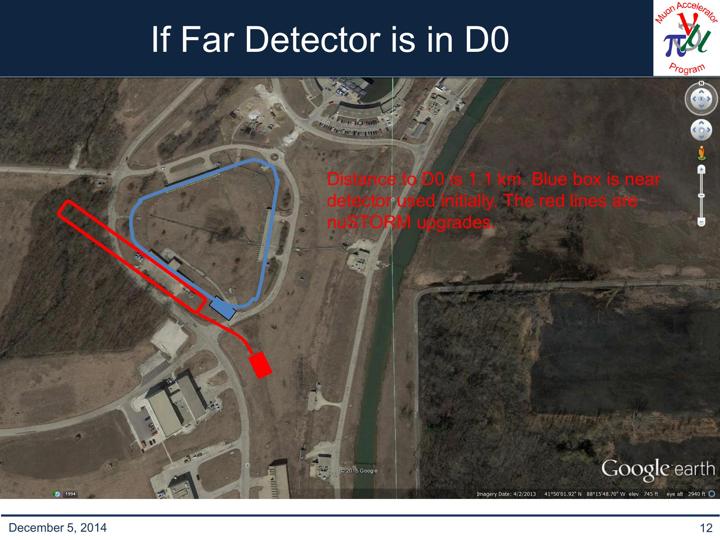 If Far Detector is in D0
Muon Accelerator
Program
Distance to D0 is 1.1 km. Blue box is near
detector used initially. The red lines are
nuSTORM upgrades.
Google earth
1994
Imagery Date: 4/2/2013 41°50'01.92" N 88°15'48.70" W elev 745 ft eye alt 2940 ft
December 5, 2014
12